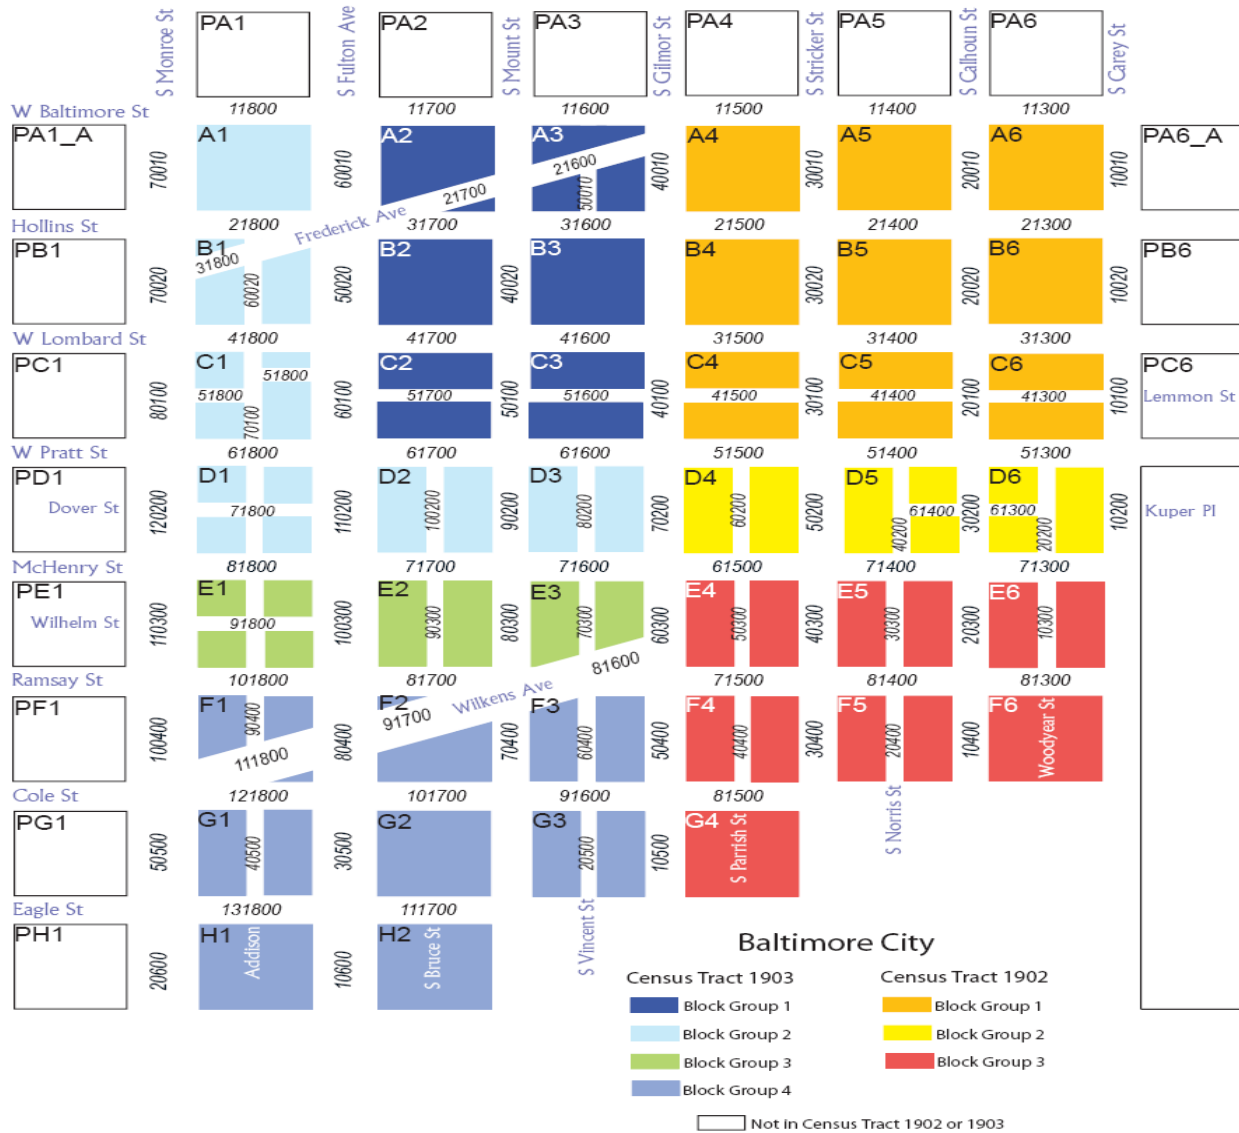 S Monroe St
PA1
S Fulton Ave
PA2
S Mount St
PA3
S Gilmor St
PA4
S Stricker St
PA5
S Calhoun St
PA6
S Carey St
W Baltimore St
11800
11700
11600
11500
11400
11300
PA1_A
70010
A1
60010
A2
21700
A3
21600
50010
40010
A4
30010
A5
20010
A6
10010
PA6_A
Hollins St
21800
Frederick Ave
31700
31600
21500
21400
21300
PB1
70020
B1
31800
60020
50020
B2
40020
B3
B4
30020
B5
20020
B6
10020
PB6
W Lombard St
41800
41700
41600
31500
31400
31300
PC1
80100
C1
51800
51800
70100
60100
C2
51700
50100
C3
51600
40100
C4
41500
30100
C5
41400
20100
C6
41300
10100
PC6
Lemmon St
W Pratt St
61800
61700
61600
51500
51400
51300
PD1
Dover St
120200
D1
71800
110200
D2
100200
90200
D3
80200
70200
D4
60200
50200
D5
40200
61400
30200
D6
61300
20200
10200
Kuper Pl
McHenry St
81800
71700
71600
61500
71400
71300
PE1
Wilhelm St
110300
E1
91800
100300
E2
90300
80300
E3
70300
81600
60300
E4
50300
40300
E5
30300
20300
E6
10300
Ramsay St
101800
81700
Wilkens Ave
71500
81400
81300
PF1
100400
F1
90400
111800
80400
F2
91700
70400
F3
60400
50400
F4
40400
30400
F5
20400
10400
F6
Woodyear St
Cole St
121800
101700
91600
81500
S Norris St
PG1
50500
G1
40500
30500
G2
G3
20500
10500
G4
S Parrish St
Eagle St
131800
111700
S Vincent St
PH1
20600
H1
Addison
10600
H2
S Bruce St
Baltimore City
Census Tract 1903
Block Group 1
Block Group 2
Block Group 3
Block Group 4
Census Tract 1902
Block Group 1
Block Group 2
Block Group 3
Not in Census Tract 1902 or 1903